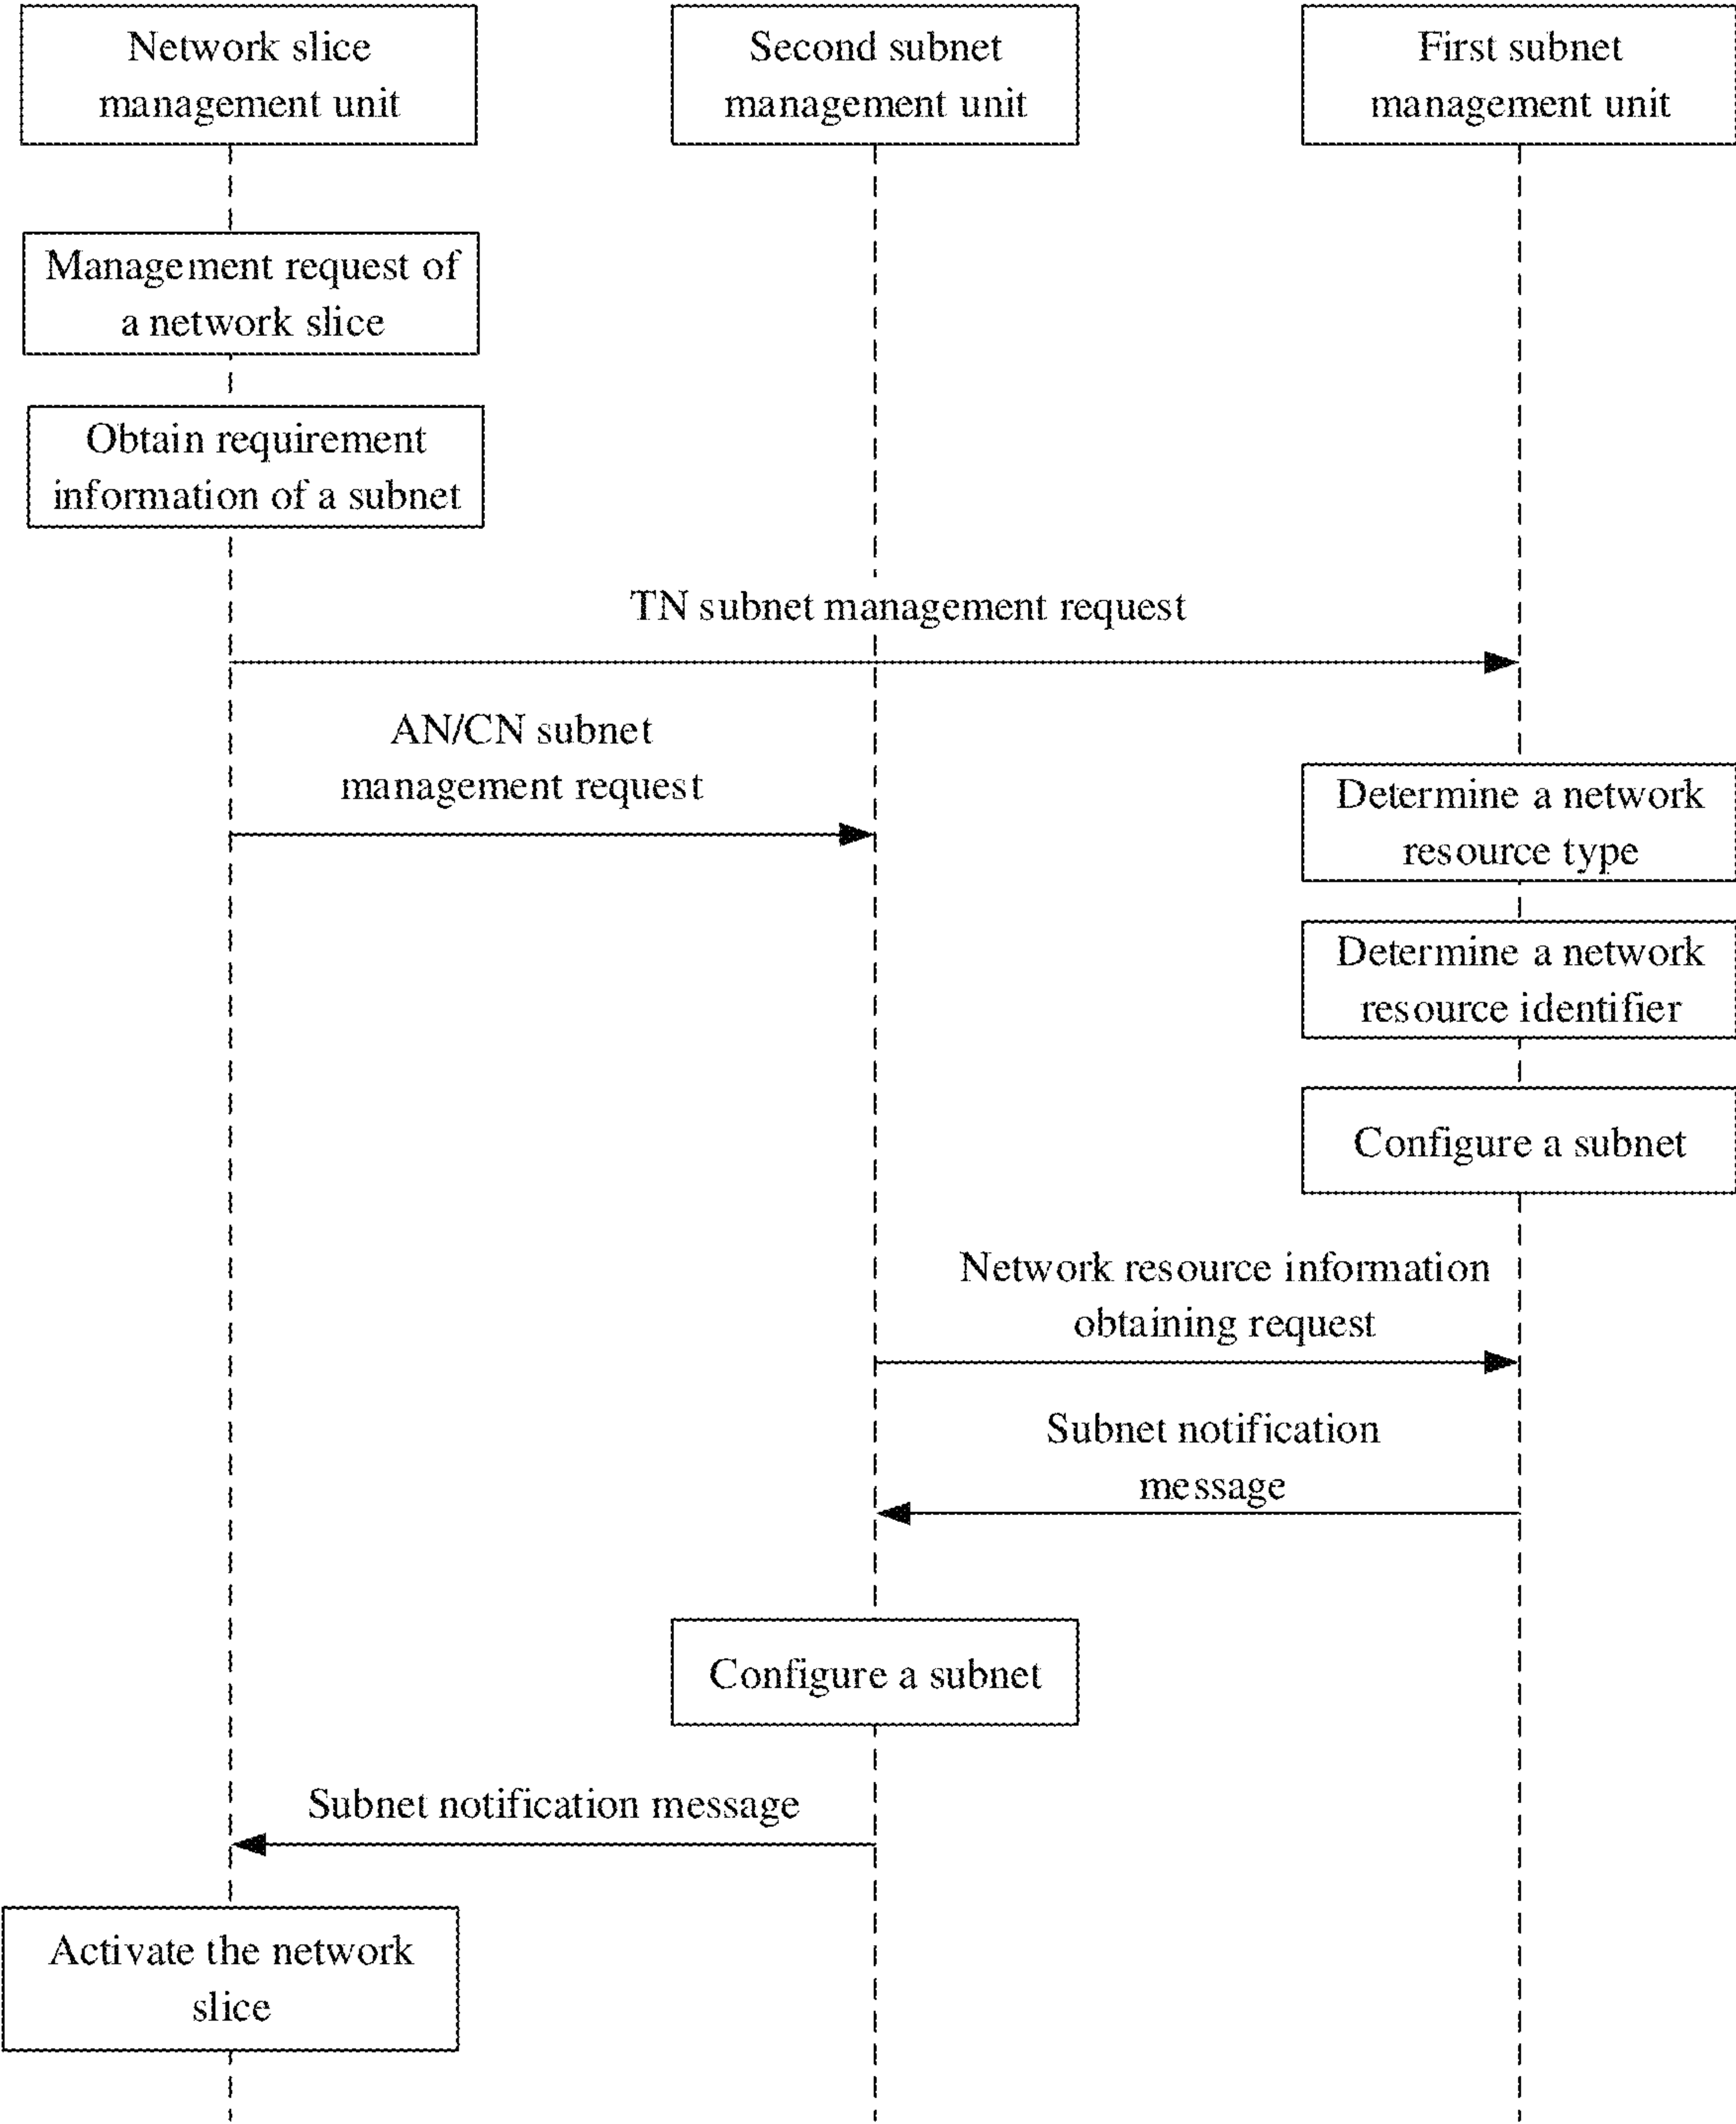 Network slice
management unit
Second subnet
management unit
First subnet
management unit
Management request of
a network slice
Obtain requirement
information of a subnet
TN subnet management request
AN/CN subnet
management request
Determine a network
resource type
Determine a network
resource identifier
Configure a subnet
Network resource information
obtaining request
Subnet notification
message
Configure a subnet
Subnet notification message
Activate the network
slice